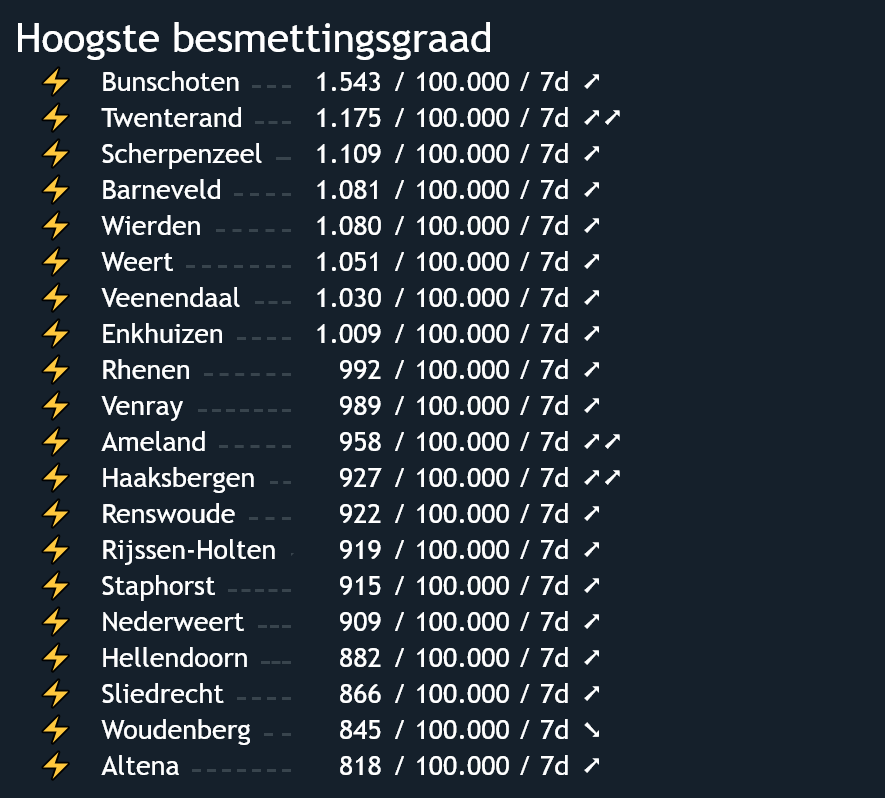 Hoogste besmettingsgraad
⚡ Bunschoten --- 1.543 / 100.000 / 7d ➚
⚡ Twenterand --- 1.175 / 100.000 / 7d ➚➚
⚡ Scherpenzeel - 1.109 / 100.000 / 7d ➚
⚡ Barneveld ---- 1.081 / 100.000 / 7d ➚
⚡ Wierden ----- 1.080 / 100.000 / 7d ➚
⚡ Weert ------- 1.051 / 100.000 / 7d ➚
⚡ Veenendaal --- 1.030 / 100.000 / 7d ➚
⚡ Enkhuizen ---- 1.009 / 100.000 / 7d ➚
⚡ Rhenen ------ 992 / 100.000 / 7d ➚
⚡ Venray ------- 989 / 100.000 / 7d ➚
⚡ Ameland ----- 958 / 100.000 / 7d ➚➚
⚡ Haaksbergen -- 927 / 100.000 / 7d ➚➚
⚡ Renswoude --- 922 / 100.000 / 7d ➚
⚡ Rijssen-Holten 919 / 100.000 / 7d ➚
⚡ Staphorst ----- 915 / 100.000 / 7d ➚
⚡ Nederweert --- 909 / 100.000 / 7d ➚
⚡ Hellendoorn --- 882 / 100.000 / 7d ➚
⚡ Sliedrecht ---- 866 / 100.000 / 7d ➚
⚡ Woudenberg -- 845 / 100.000 / 7d ➘
⚡ Altena ------- 818 / 100.000 / 7d ➚